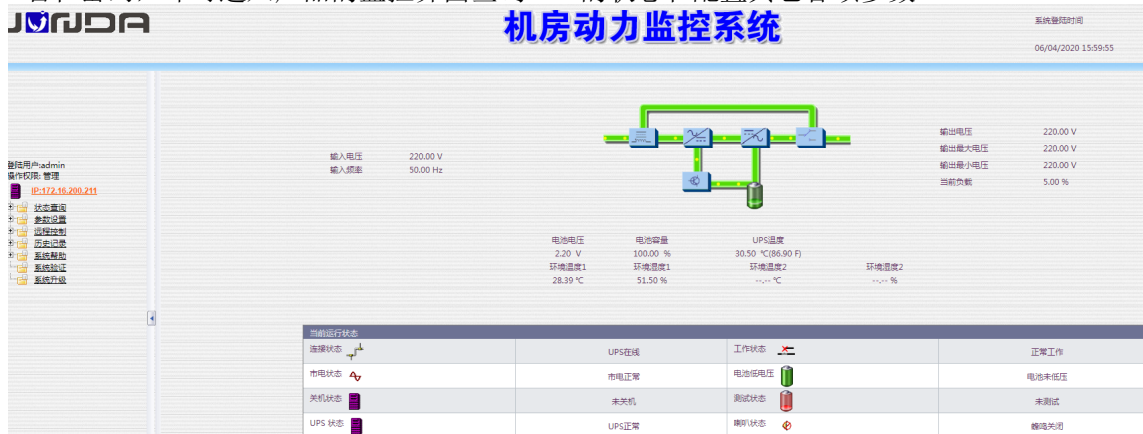 JUNDA
机房动力监控系统
系统登陆时间
06/04/2020 15:59:55
登陆用户:admin
操作权限: 管理
IP:172.16.200.211
状态查询
参数设置
远程控制
历史记录
系统帮助
系统验证
系统升级
输入电压 220.00 V
输入频率 50.00 Hz
输出电压 220.00 V
输出最大电压 220.00 V
输出最小电压 220.00 V
当前负载 5.00 %
电池电压 电池容量 UPS温度
2.20 V 100.00 % 30.50 ℃(86.90 F)
环境温度1 环境湿度1 环境温度2 环境湿度2
28.39 ℃ 51.50 % --.-- ℃ --.-- %
当前运行状态
连接状态 UPS在线 工作状态 正常工作
市电状态 市电正常 电池低电压 电池未低压
关机状态 未关机 测试状态 未测试
UPS 状态 UPS正常 喇叭状态 蜂鸣关闭